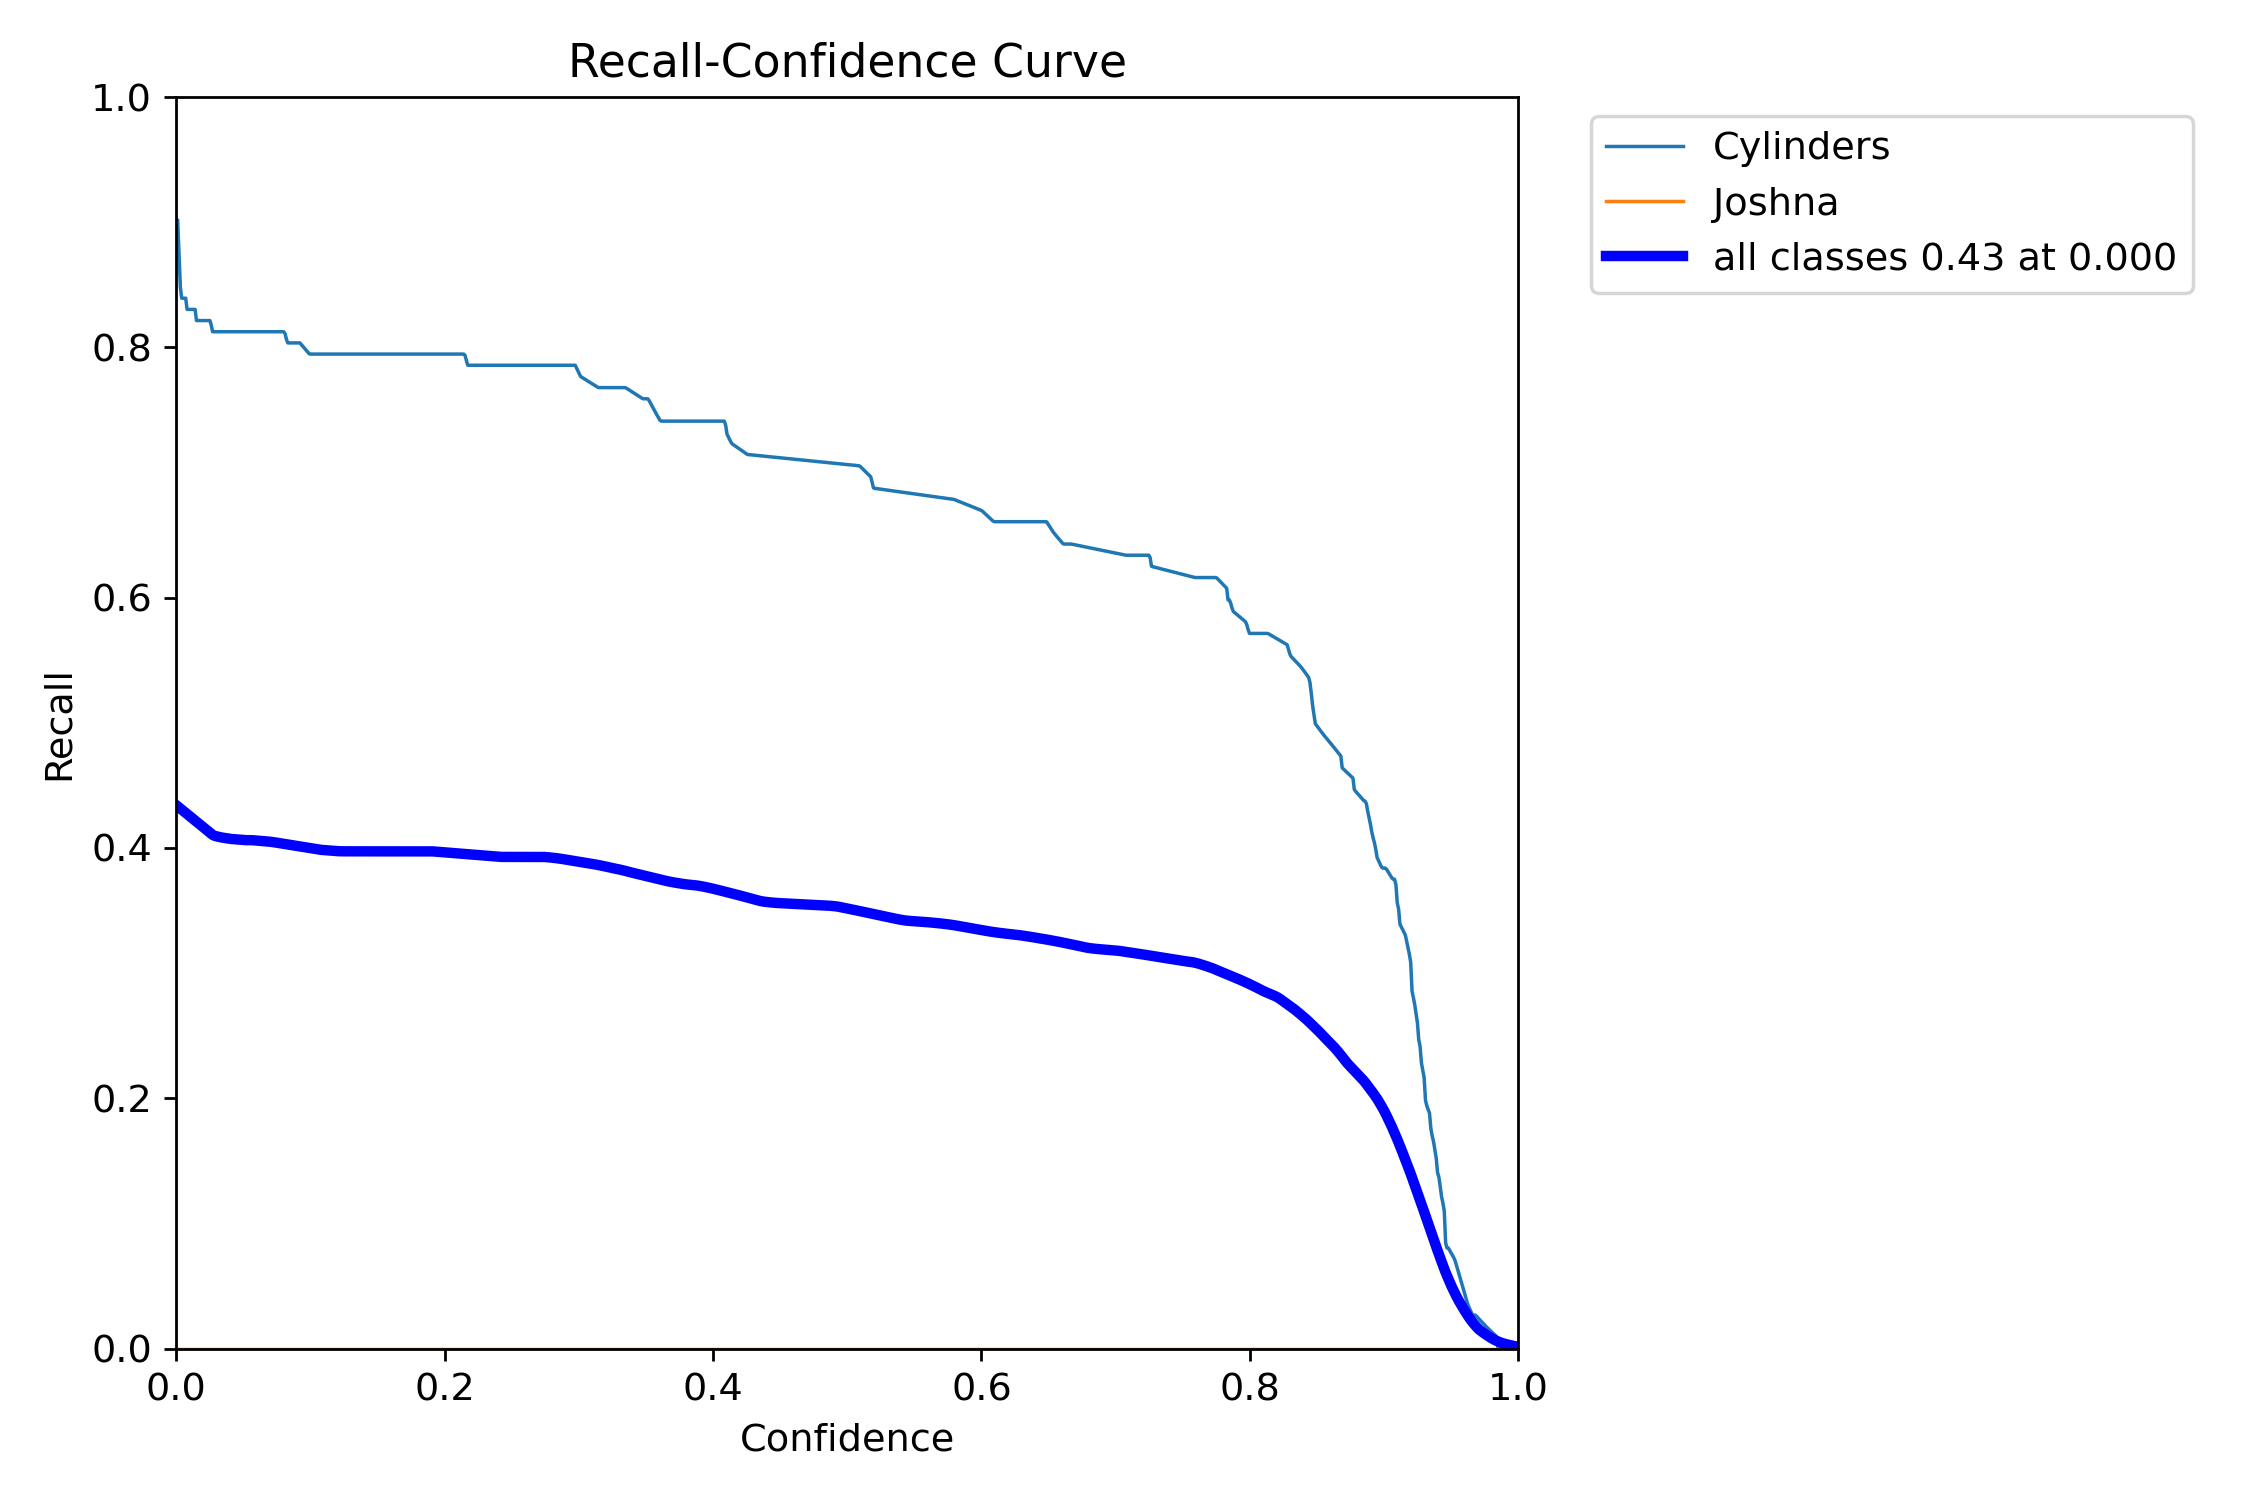 Recall-Confidence Curve
1.0
0.8
0.6
0.4
0.2
0.0
Recall
0.0 0.2 0.4 0.6 0.8 1.0
Confidence
Cylinders
Joshna
all classes 0.43 at 0.000